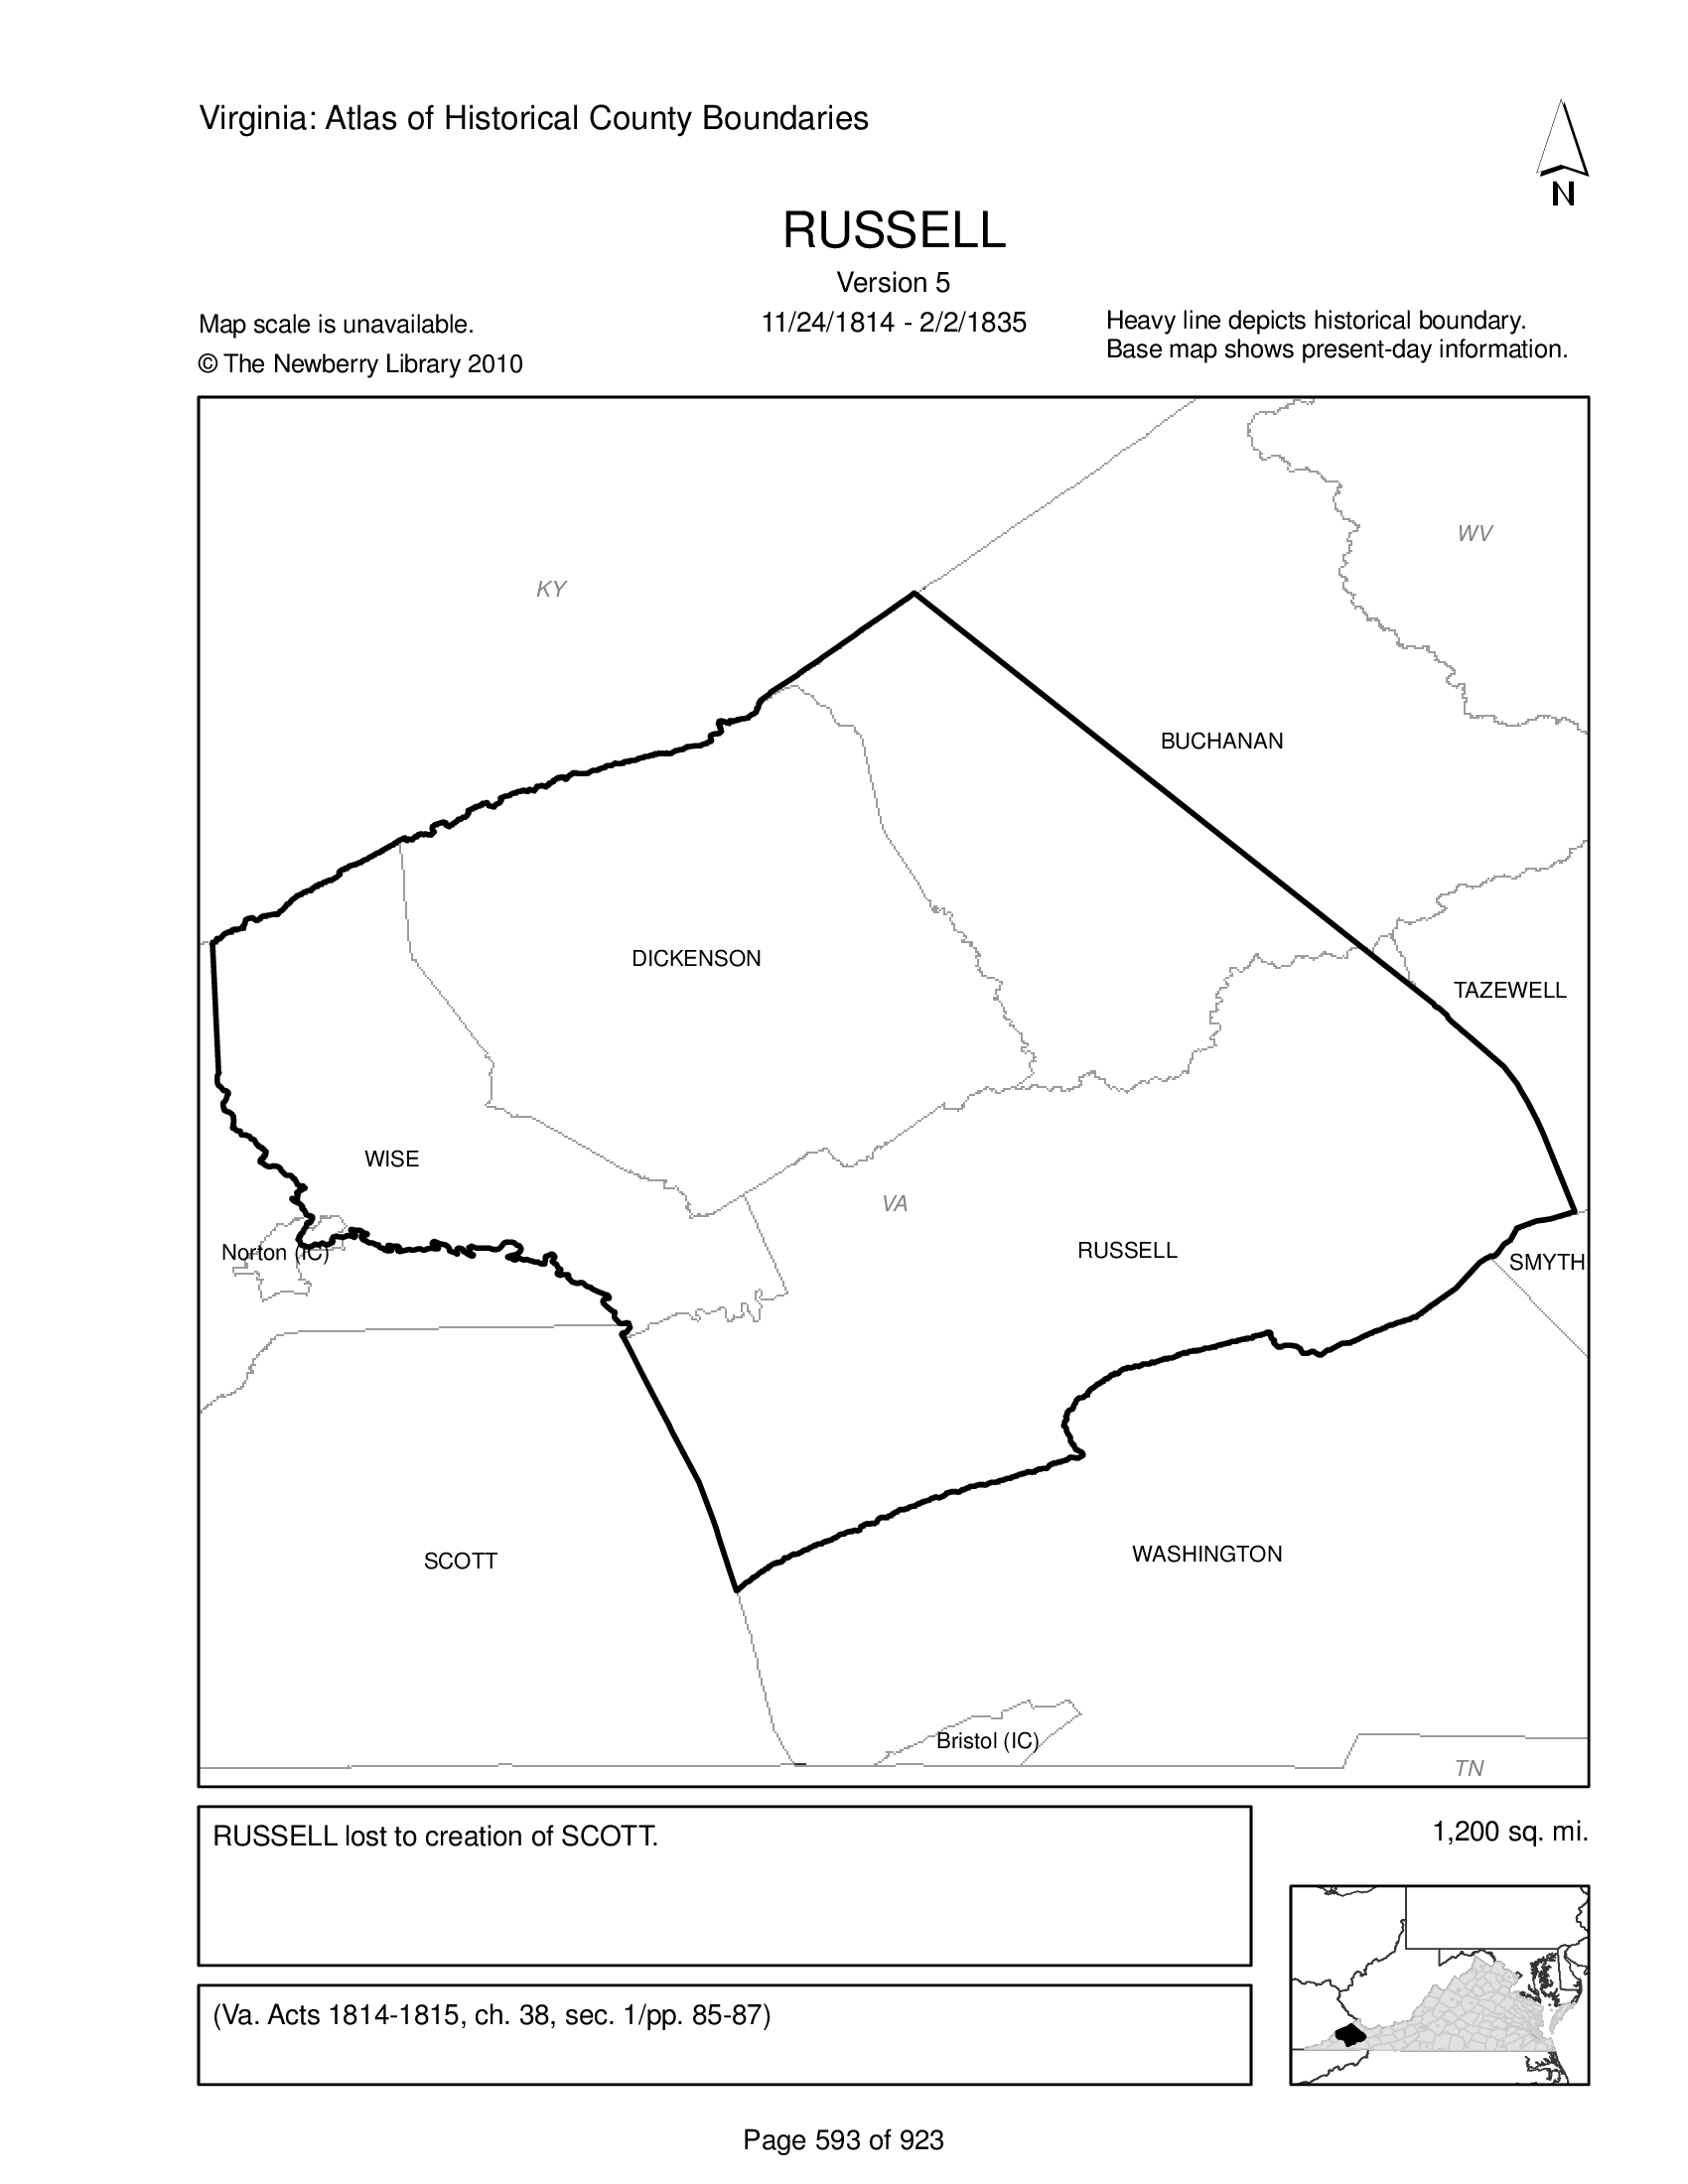 Virginia: Atlas of Historical County Boundaries
N
RUSSELL
Version 5
Map scale is unavailable.
11/24/1814 - 2/2/1835
Heavy line depicts historical boundary.
Base map shows present-day information.
© The Newberry Library 2010
WV
KY
BUCHANAN
DICKENSON
TAZEWELL
WISE
VA
RUSSELL
Norton (IC)
SMYTH
SCOTT
WASHINGTON
Bristol (IC)
TN
RUSSELL lost to creation of SCOTT.
1,200 sq. mi.
(Va. Acts 1814-1815, ch. 38, sec. 1/pp. 85-87)
Page 593 of 923